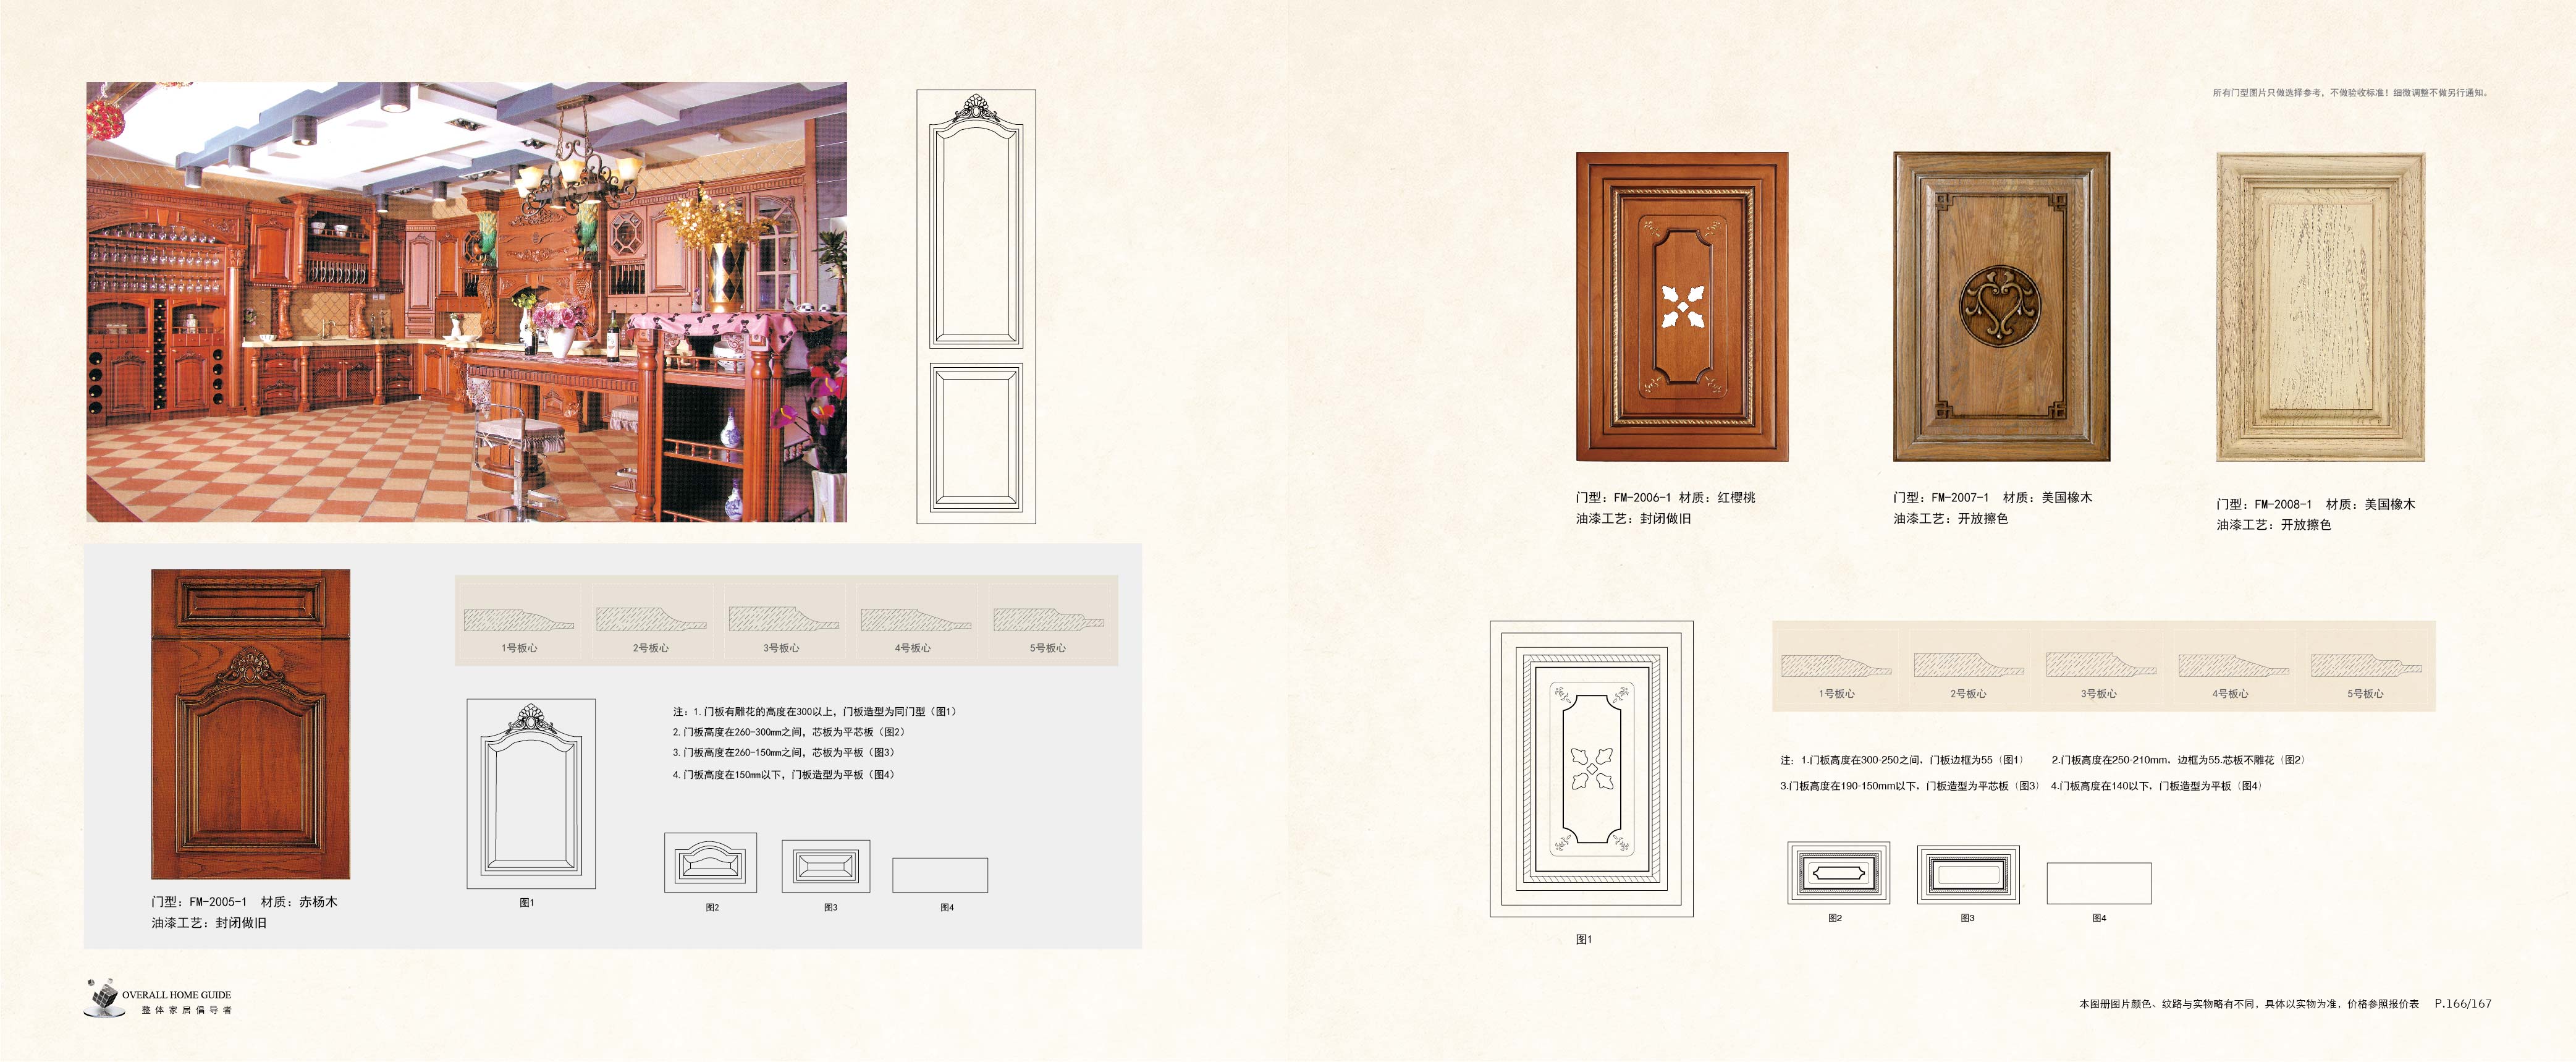 所有门型图片只做选择参考，不做验收标准！细微调整不做另行通知。
门型：FM-2006-1 材质：红樱桃
油漆工艺：封闭做旧
门型：FM-2007-1 材质：美国橡木
油漆工艺：开放擦色
门型：FM-2008-1 材质：美国橡木
油漆工艺：开放擦色
1号板心 2号板心 3号板心 4号板心 5号板心
注：1.门板有雕花的高度在300以上，门板造型为同门型（图1）
2.门板高度在260-300mm之间，芯板为平芯板（图2）
3.门板高度在260-150mm之间，芯板为平板（图3）
4.门板高度在150mm以下，门板造型为平板（图4）
图1
图2
图3
图4
门型：FM-2005-1 材质：赤杨木
油漆工艺：封闭做旧
1号板心 2号板心 3号板心 4号板心 5号板心
注：1.门板高度在300-250之间，门板边框为55（图1） 2.门板高度在250-210mm，边框为55.芯板不雕花（图2）
3.门板高度在190-150mm以下，门板造型为平芯板（图3） 4.门板高度在140以下，门板造型为平板（图4）
图1
图2
图3
图4
OVERALL HOME GUIDE
整体家居倡导者
本图册图片颜色、纹路与实物略有不同，具体以实物为准，价格参照报价表 P.166/167